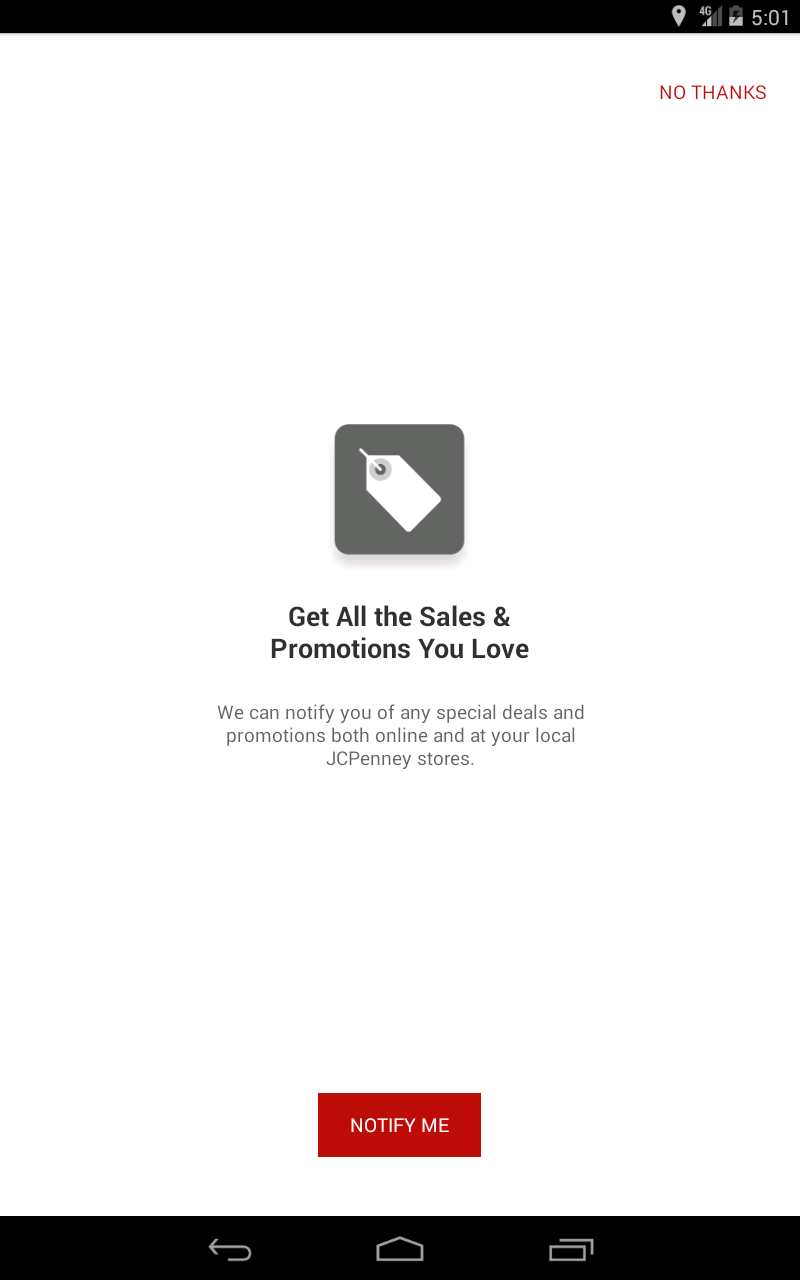 4G 5:01
NO THANKS
Get All the Sales &
Promotions You Love
We can notify you of any special deals and
promotions both online and at your local
JCPenney stores.
NOTIFY ME